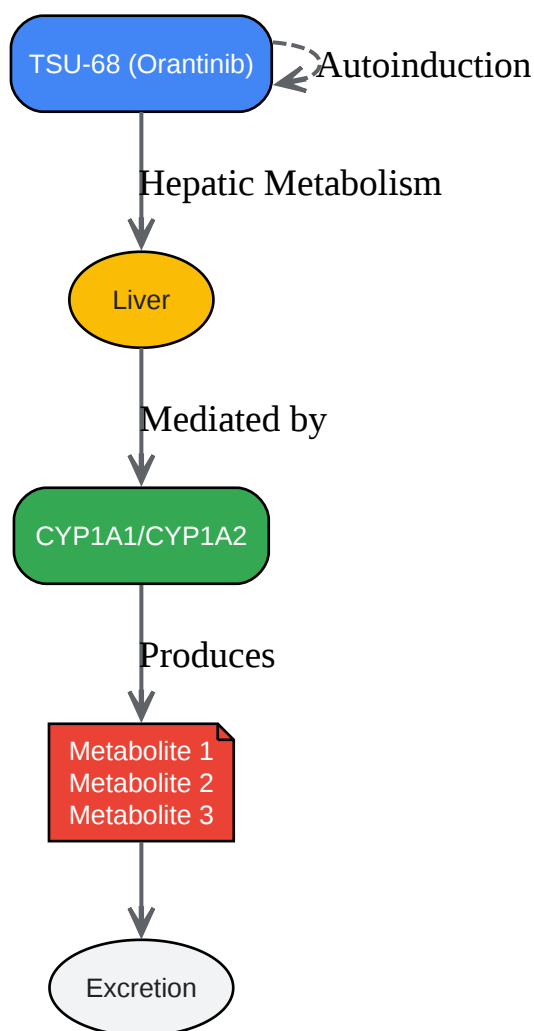 TSU-68 (Orantinib)
Autoinduction
Hepatic Metabolism
Liver
Mediated by
CYP1A1/CYP1A2
Produces
Metabolite 1
Metabolite 2
Metabolite 3
Excretion